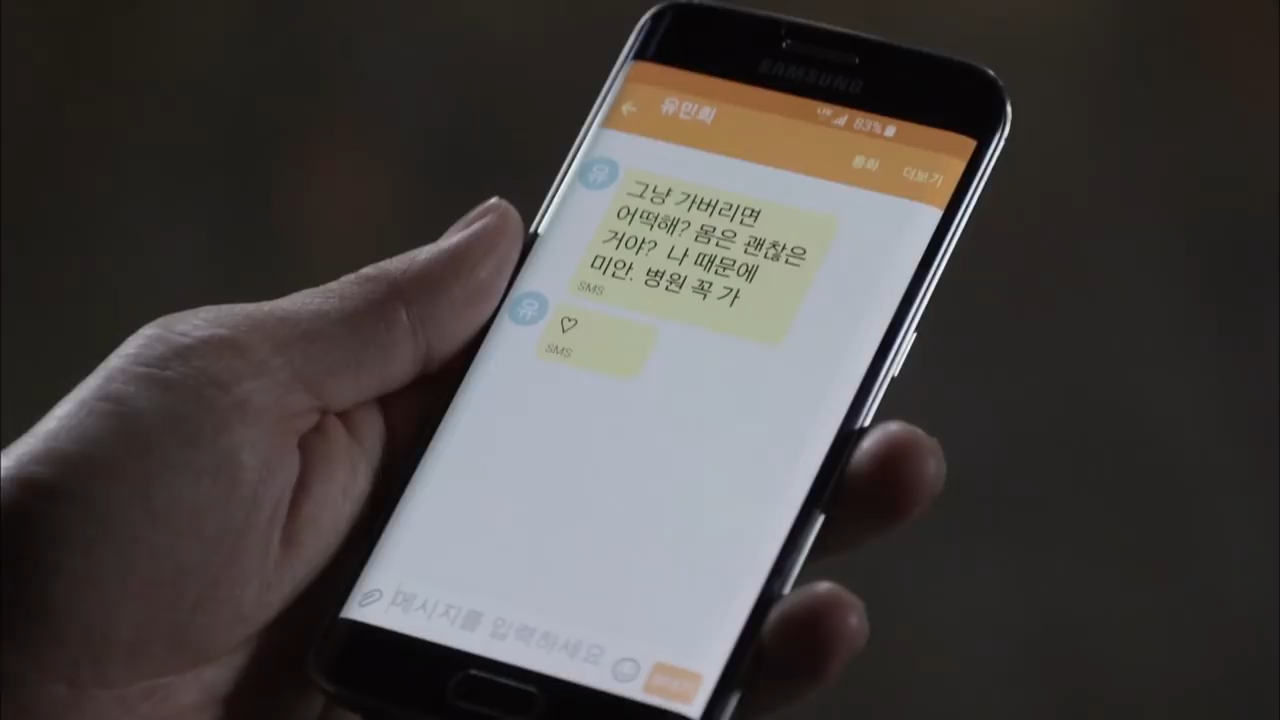 SAMSUNG
LTE 83%
유민희
통화 더보기
유
그냥 가버리면
어떡해? 몸은 괜찮은
거야? 나 때문에
미안. 병원 꼭 가
SMS
유
♡
SMS
메시지를 입력하세요